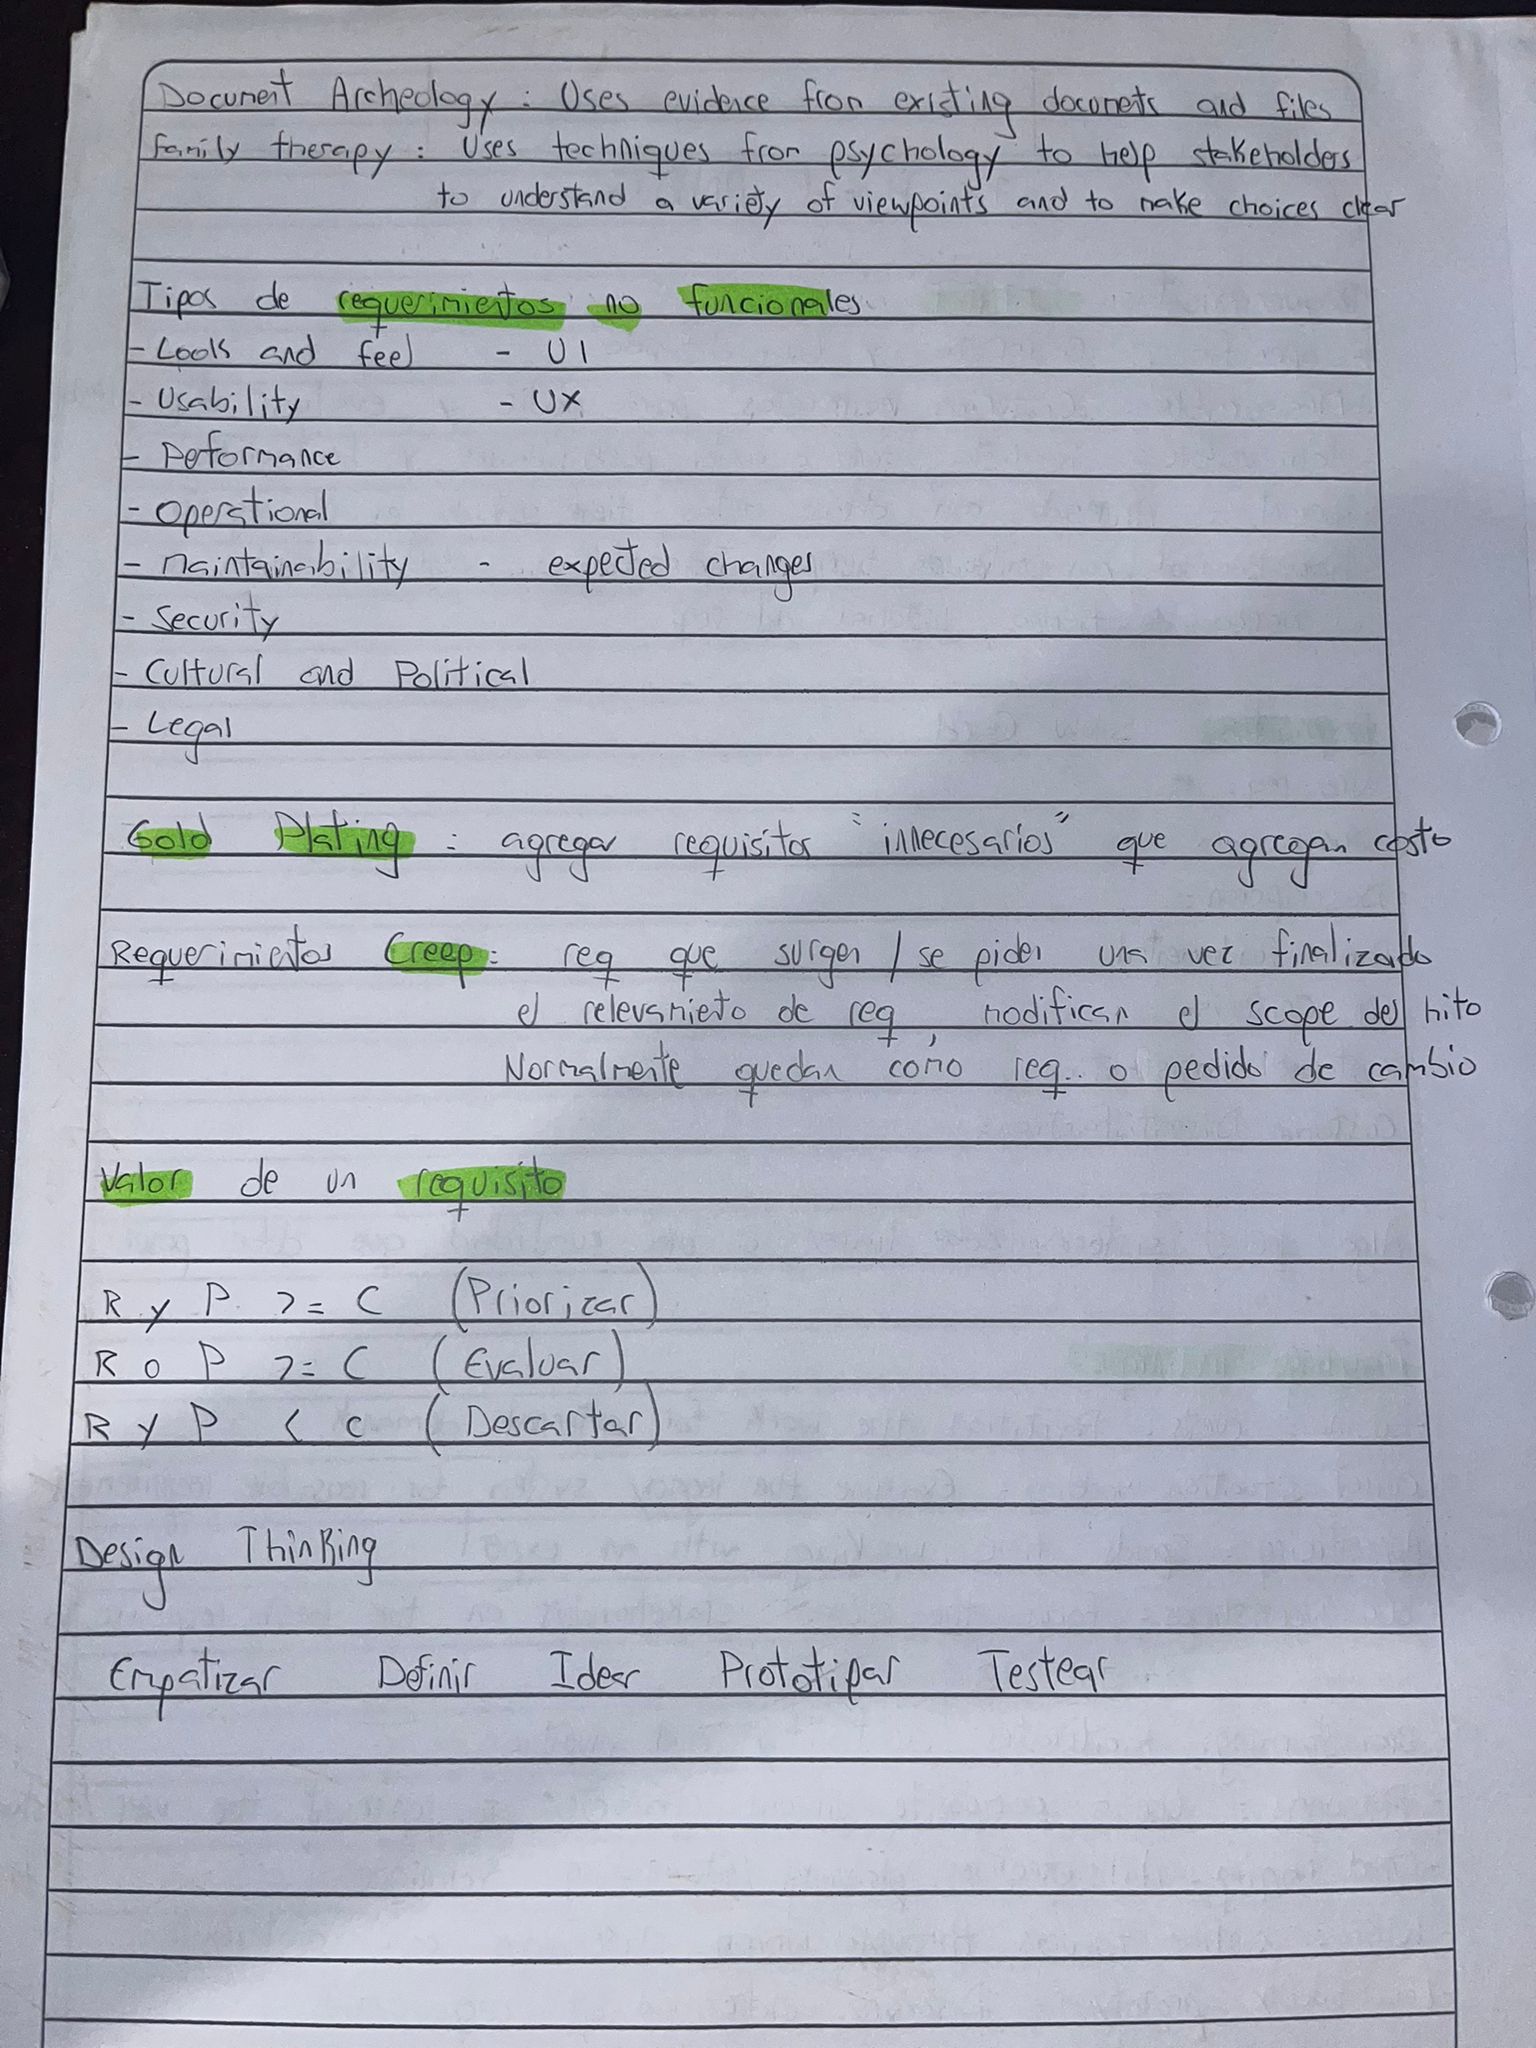 Document Archeology : Uses evidence from existing documets and files
Family therapy : Uses techniques from psychology to help stakeholders
to understand a variety of viewpoints and to make choices clear
Tipos de requerimientos no funcionales
- Looks and feel - UI
- Usability - UX
- Peformance
- Operational
- Maintainability - expected changes
- Security
- Cultural and Political
- Legal
Gold Plating : agregar requisitos "innecesarios" que agregan costo
Requerimientos Creep: req que surgen / se piden una vez finalizado
el relevamiento de req, modifican el scope del hito
Normalmente quedan como req. o pedido de cambio
Valor de un requisito
R y P >= C (Priorizar)
R o P >= C (Evaluar)
R y P < C (Descartar)
Design Thinking
Empatizar Definir Idear Prototipar Testear